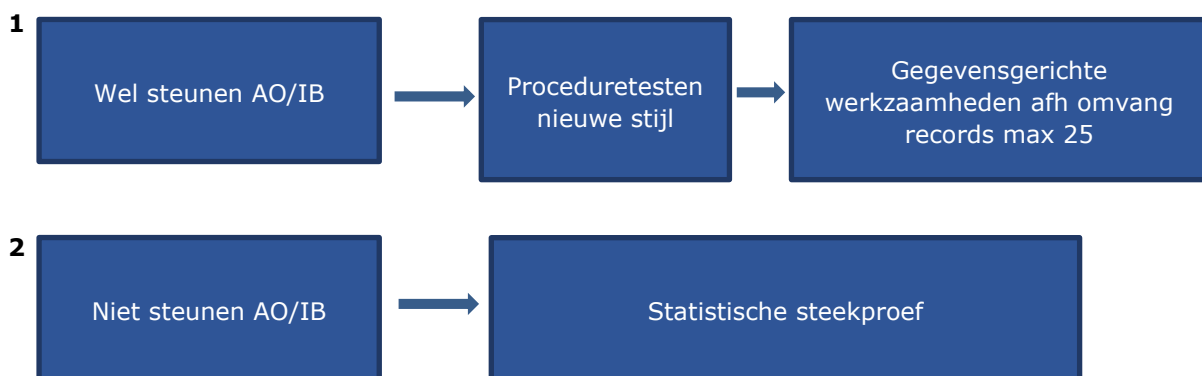 1
Wel steunen AO/IB
Proceduretesten
nieuwe stijl
Gegevensgerichte
werkzaamheden afh omvang
records max 25
2
Niet steunen AO/IB
Statistische steekproef